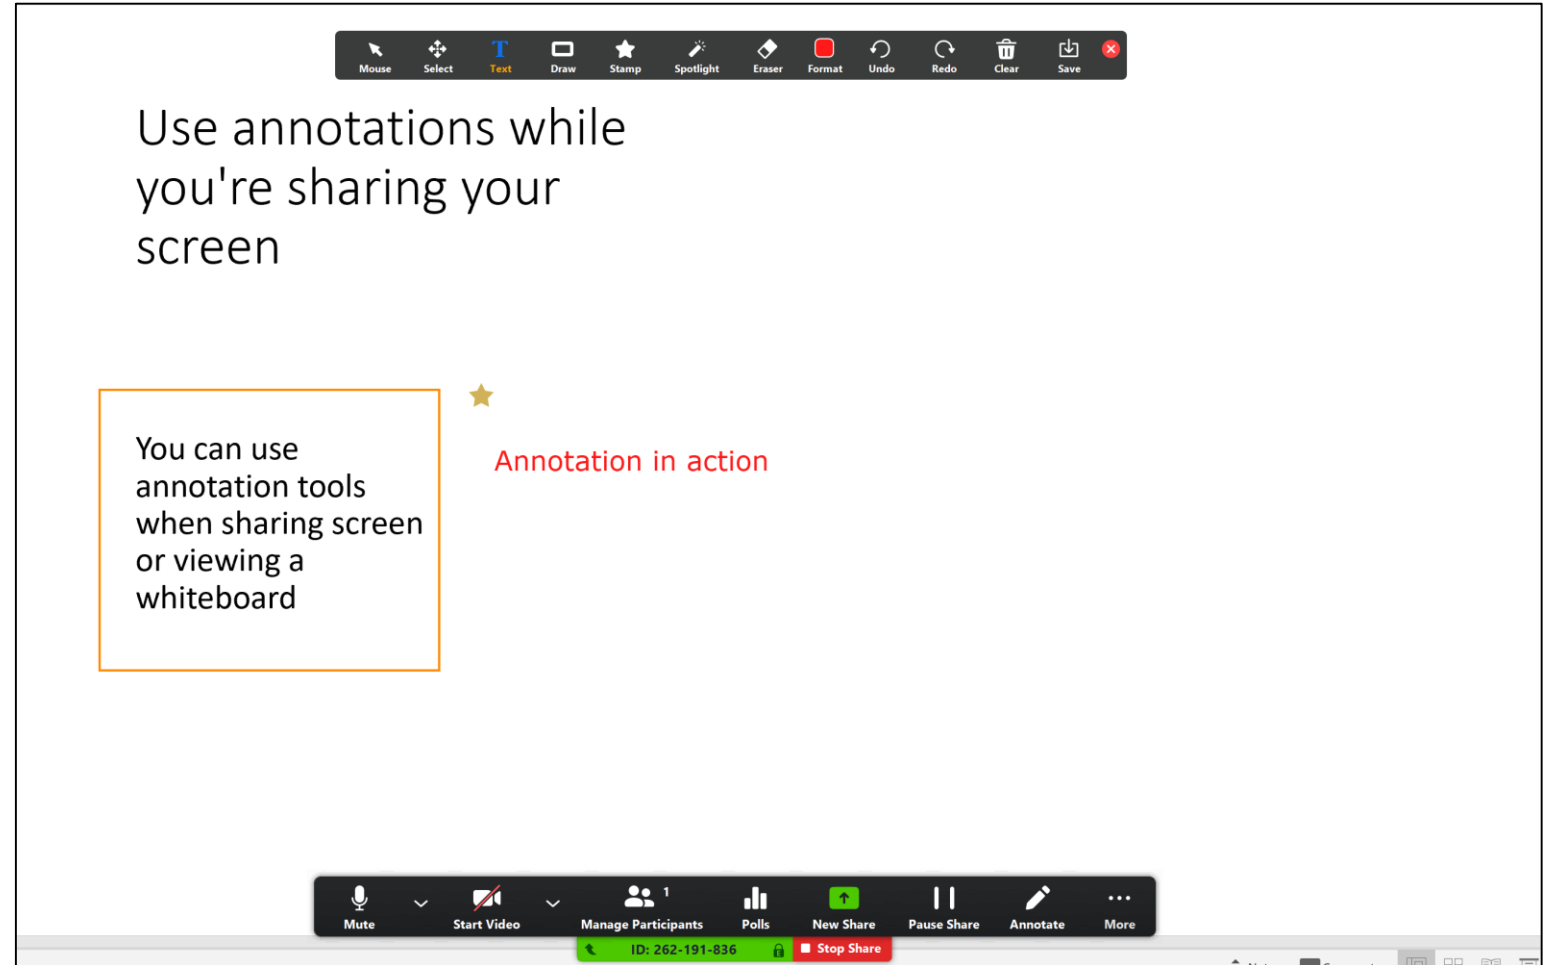 Mouse Select Text Draw Stamp Spotlight Eraser Format Undo Redo Clear Save
Use annotations while
you're sharing your
screen
You can use
annotation tools
when sharing screen
or viewing a
whiteboard
Annotation in action
1
Mute Start Video Manage Participants Polls New Share Pause Share Annotate More
ID: 262-191-836 Stop Share